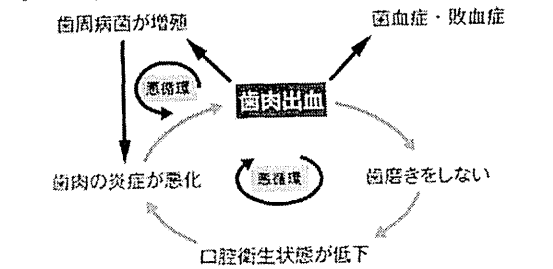 歯周病菌が増殖
菌血症・敗血症
悪循環
歯肉出血
歯肉の炎症が悪化
悪循環
歯磨きをしない
口腔衛生状態が低下